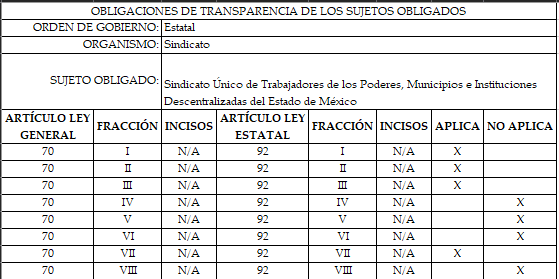 OBLIGACIONES DE TRANSPARENCIA DE LOS SUJETOS OBLIGADOS
ORDEN DE GOBIERNO: Estatal
ORGANISMO: Sindicato
SUJETO OBLIGADO: Sindicato Único de Trabajadores de los Poderes, Municipios e Instituciones
Descentralizadas del Estado de México
ARTÍCULO LEY GENERAL FRACCIÓN INCISOS ARTÍCULO LEY ESTATAL FRACCIÓN INCISOS APLICA NO APLICA
70 I N/A 92 I N/A X
70 II N/A 92 II N/A X
70 III N/A 92 III N/A X
70 IV N/A 92 IV N/A X
70 V N/A 92 V N/A X
70 VI N/A 92 VI N/A X
70 VII N/A 92 VII N/A X
70 VIII N/A 92 VIII N/A X